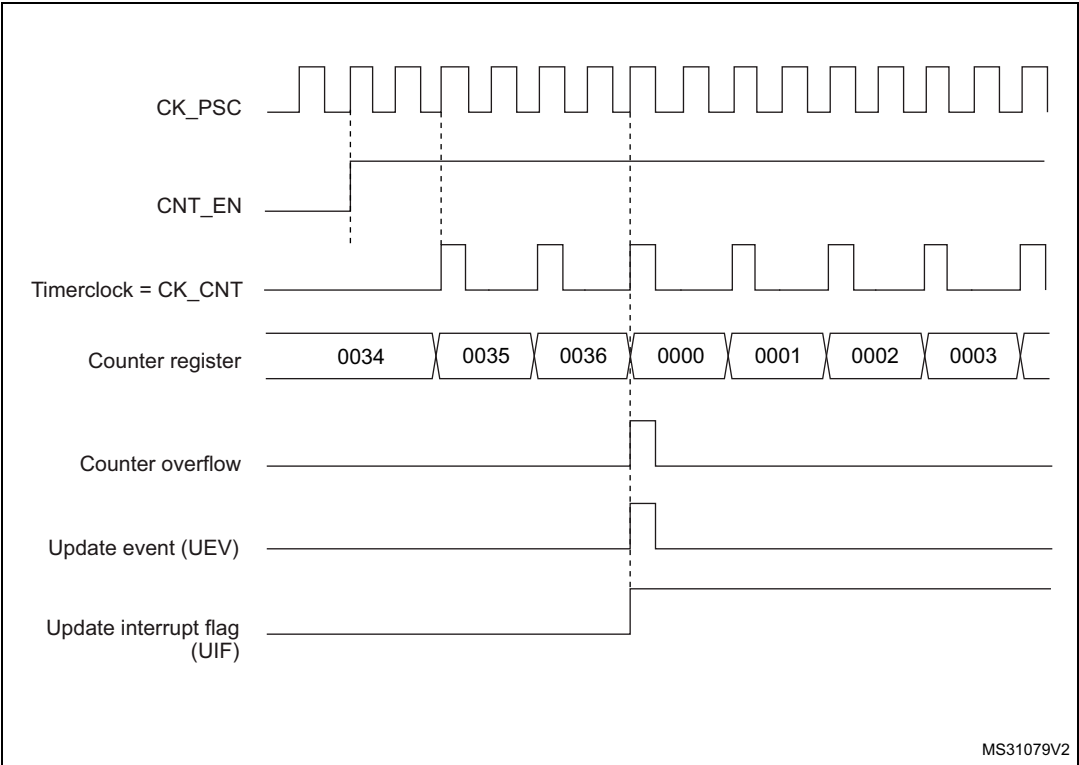 CK_PSC
CNT_EN
Timerclock = CK_CNT
Counter register
0034 0035 0036 0000 0001 0002 0003
Counter overflow
Update event (UEV)
Update interrupt flag
(UIF)
MS31079V2